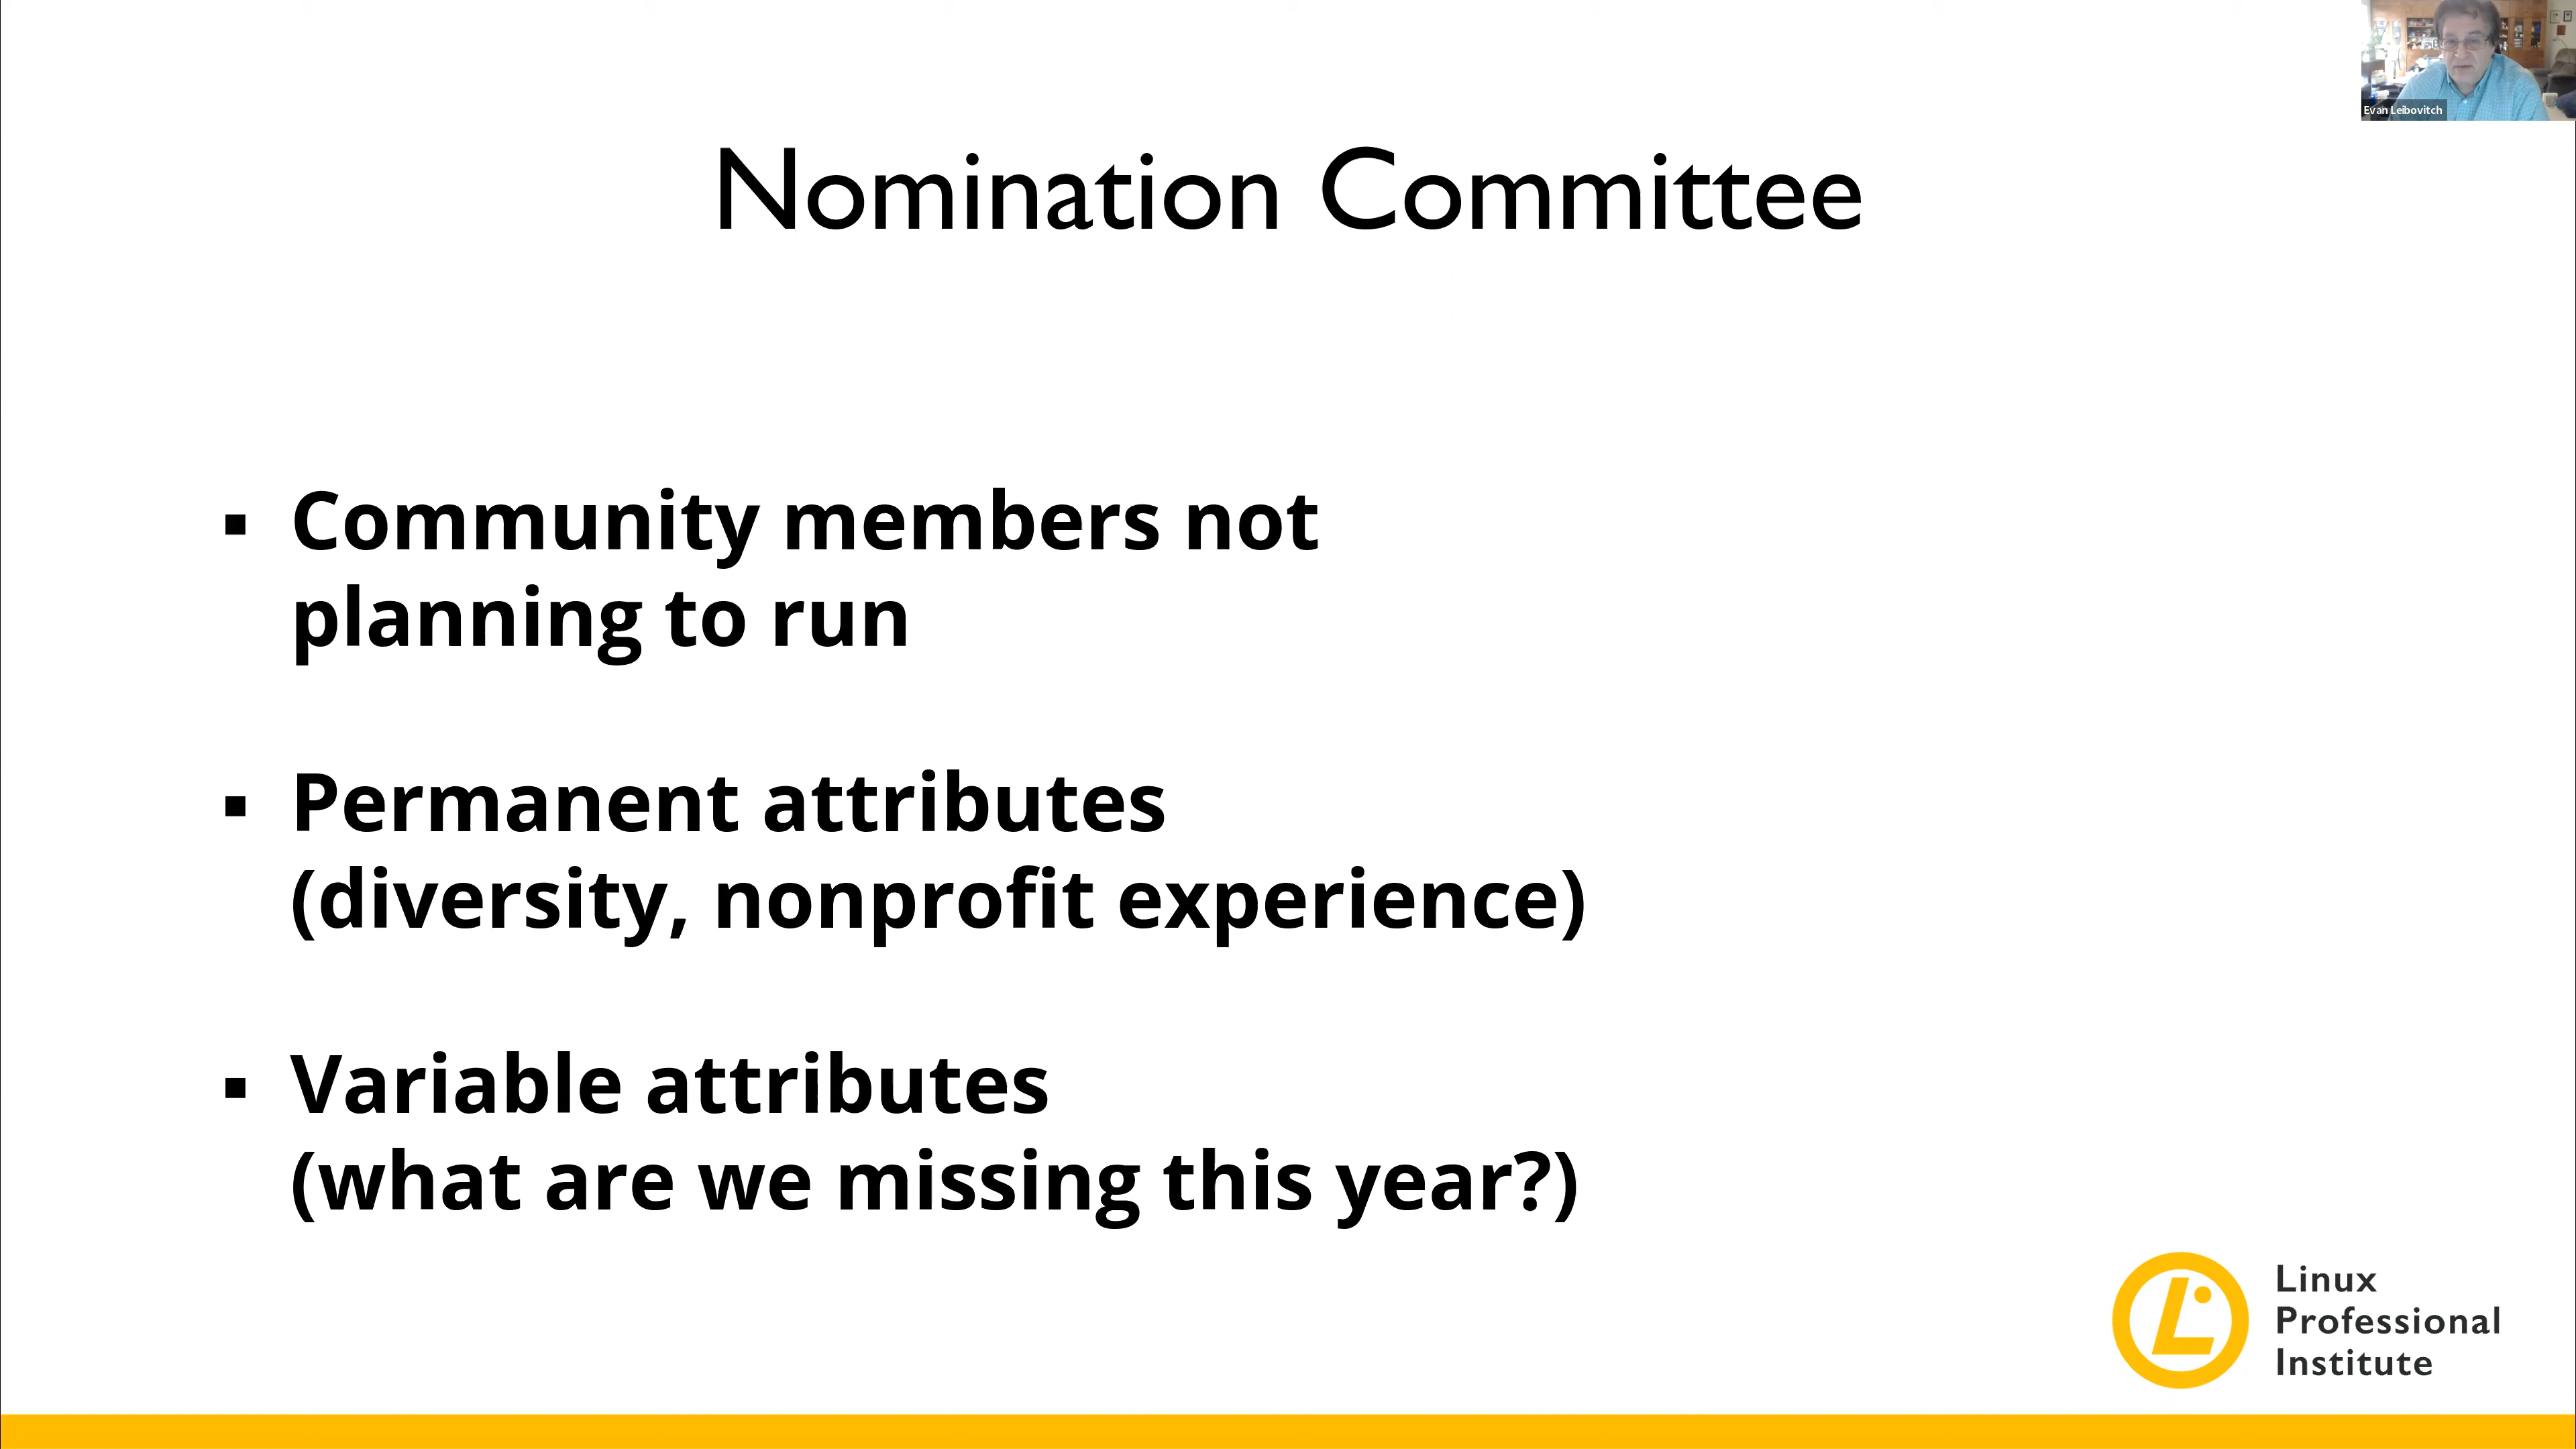 Evan Leibovitch
Nomination Committee
▪ Community members not
planning to run
▪ Permanent attributes
(diversity, nonprofit experience)
▪ Variable attributes
(what are we missing this year?)
Linux
Professional
Institute